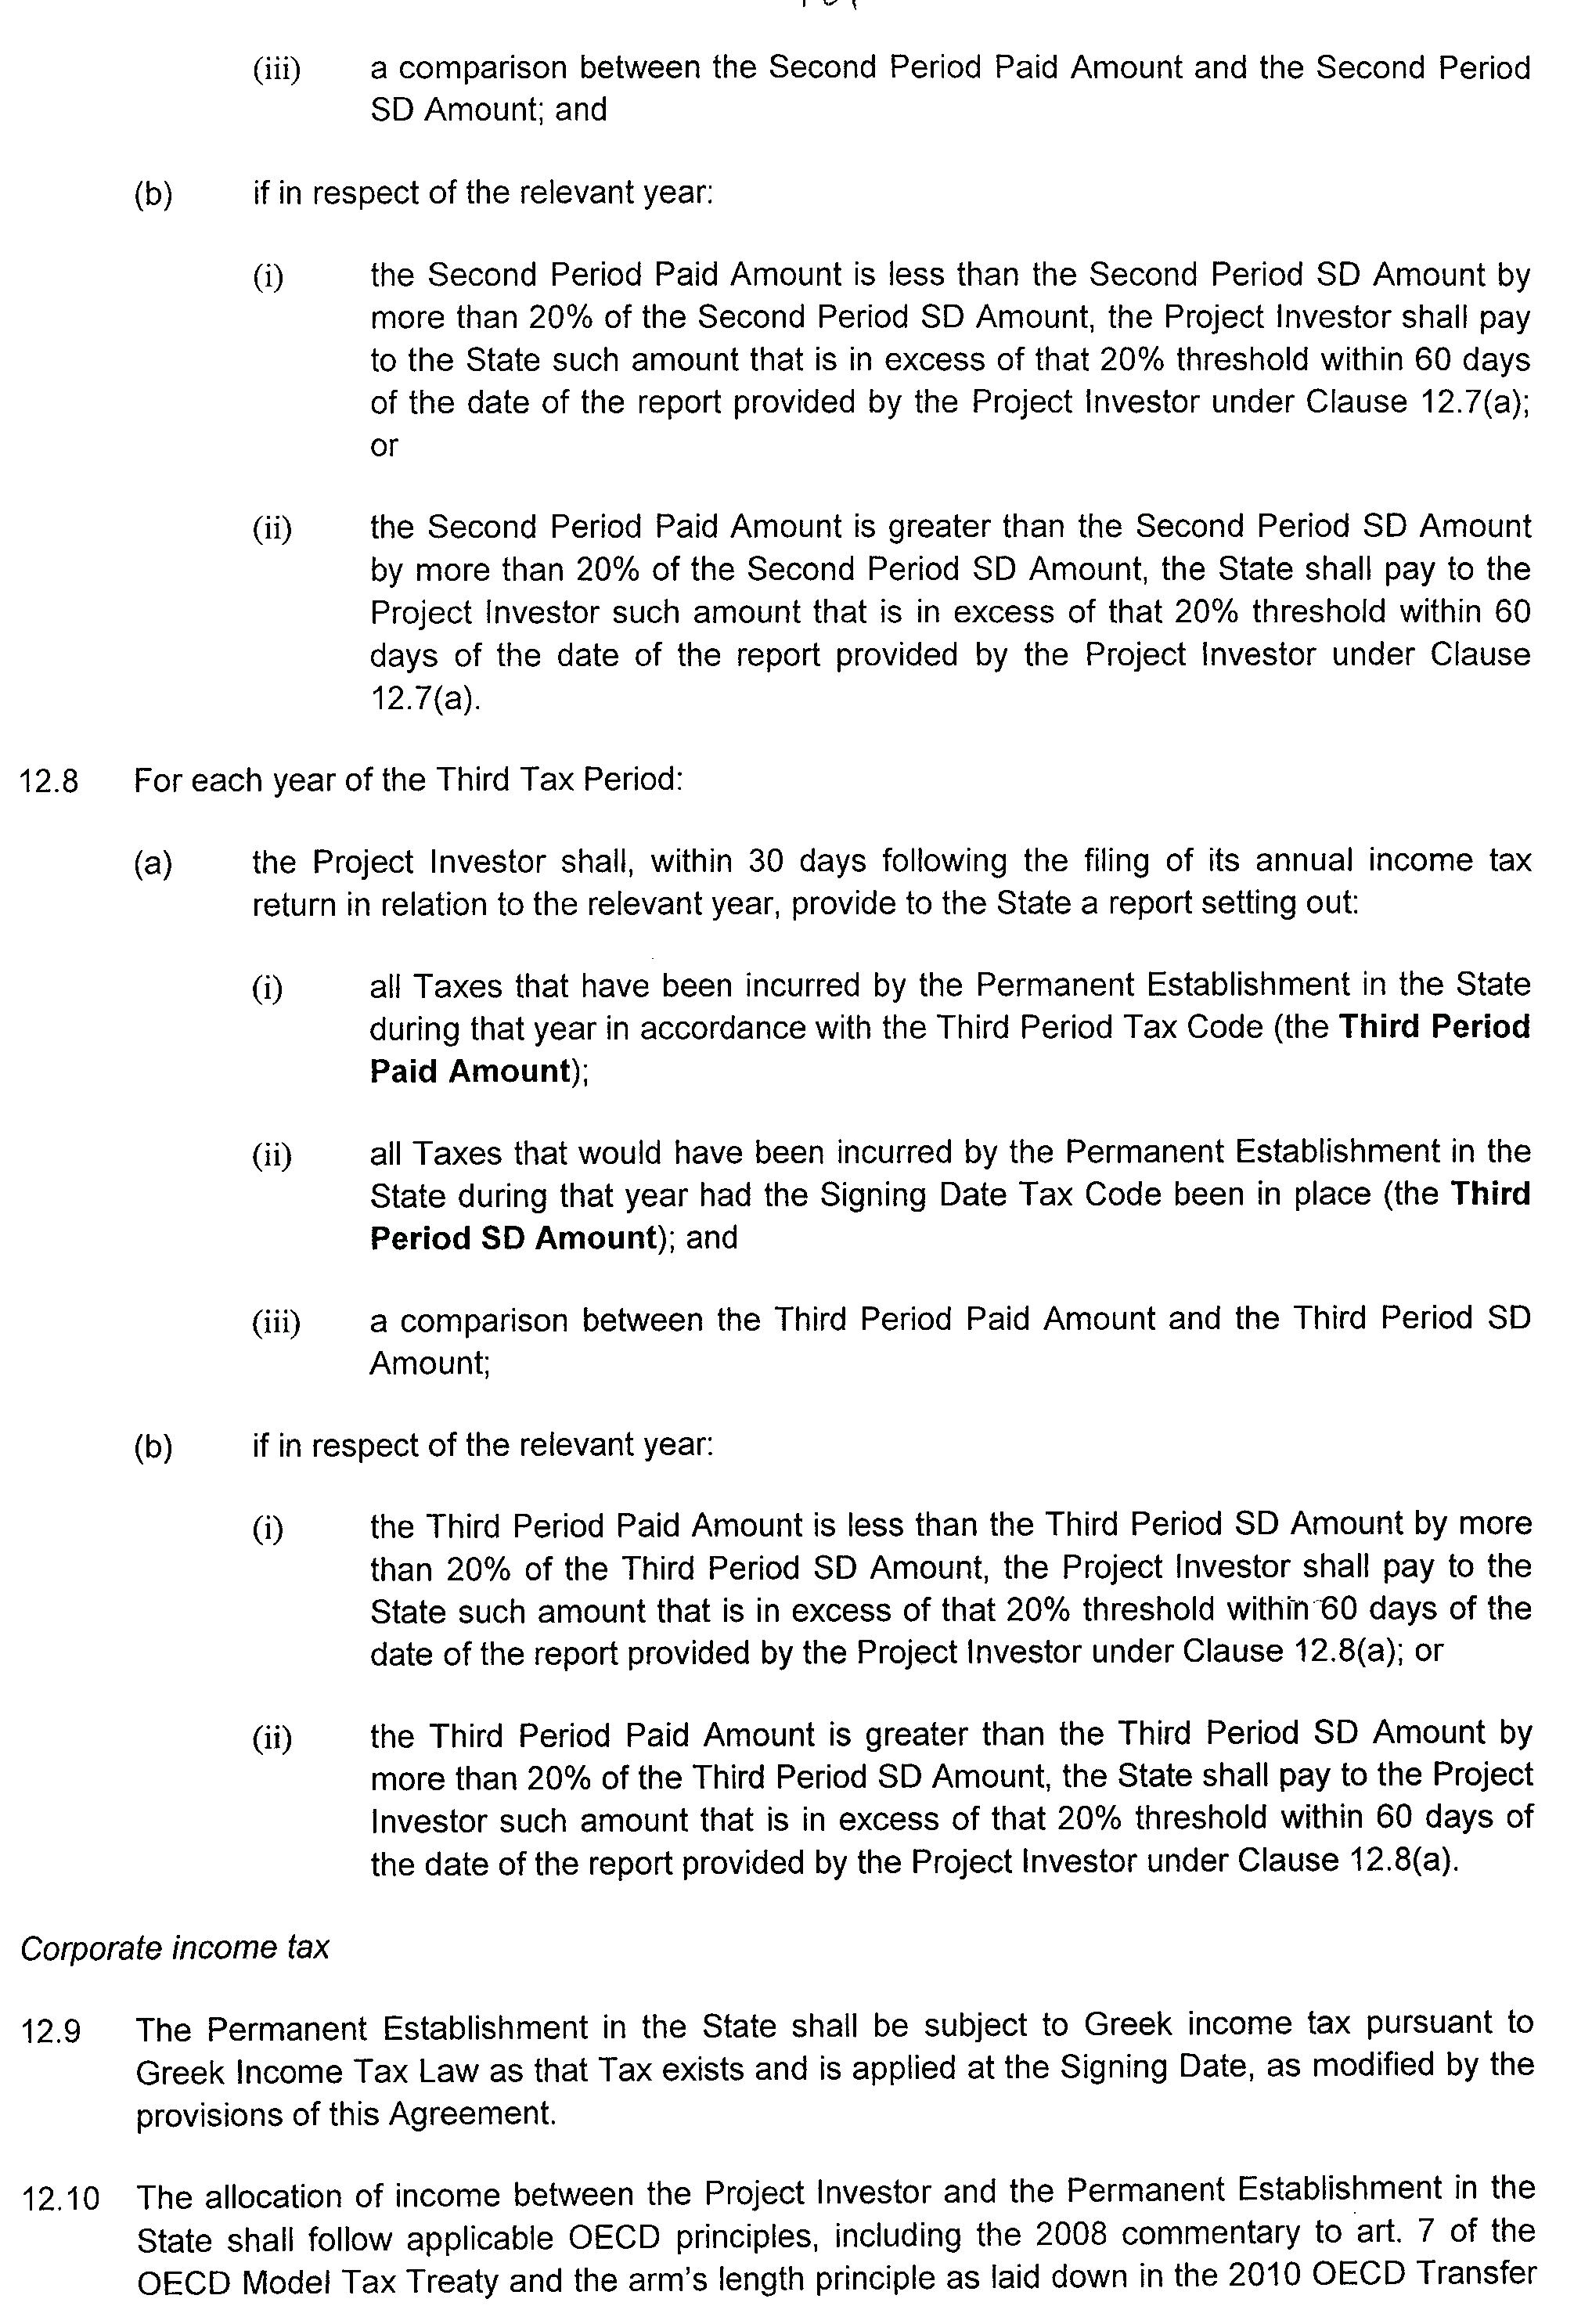 (iii) a comparison between the Second Period Paid Amount and the Second Period
SD Amount; and
(b) if in respect of the relevant year:
(i) the Second Period Paid Amount is less than the Second Period SD Amount by
more than 20% of the Second Period SD Amount, the Project Investor shall pay
to the State such amount that is in excess of that 20% threshold within 60 days
of the date of the report provided by the Project Investor under Clause 12.7(a);
or
(ii) the Second Period Paid Amount is greater than the Second Period SD Amount
by more than 20% of the Second Period SD Amount, the State shall pay to the
Project Investor such amount that is in excess of that 20% threshold within 60
days of the date of the report provided by the Project Investor under Clause
12.7(a).
12.8 For each year of the Third Tax Period:
(a) the Project Investor shall, within 30 days following the filing of its annual income tax
return in relation to the relevant year, provide to the State a report setting out:
(i) all Taxes that have been incurred by the Permanent Establishment in the State
during that year in accordance with the Third Period Tax Code (the Third Period
Paid Amount);
(ii) all Taxes that would have been incurred by the Permanent Establishment in the
State during that year had the Signing Date Tax Code been in place (the Third
Period SD Amount); and
(iii) a comparison between the Third Period Paid Amount and the Third Period SD
Amount;
(b) if in respect of the relevant year:
(i) the Third Period Paid Amount is less than the Third Period SD Amount by more
than 20% of the Third Period SD Amount, the Project Investor shall pay to the
State such amount that is in excess of that 20% threshold within 60 days of the
date of the report provided by the Project Investor under Clause 12.8(a); or
(ii) the Third Period Paid Amount is greater than the Third Period SD Amount by
more than 20% of the Third Period SD Amount, the State shall pay to the Project
Investor such amount that is in excess of that 20% threshold within 60 days of
the date of the report provided by the Project Investor under Clause 12.8(a).
Corporate income tax
12.9 The Permanent Establishment in the State shall be subject to Greek income tax pursuant to
Greek Income Tax Law as that Tax exists and is applied at the Signing Date, as modified by the
provisions of this Agreement.
12.10 The allocation of income between the Project Investor and the Permanent Establishment in the
State shall follow applicable OECD principles, including the 2008 commentary to art. 7 of the
OECD Model Tax Treaty and the arm's length principle as laid down in the 2010 OECD Transfer